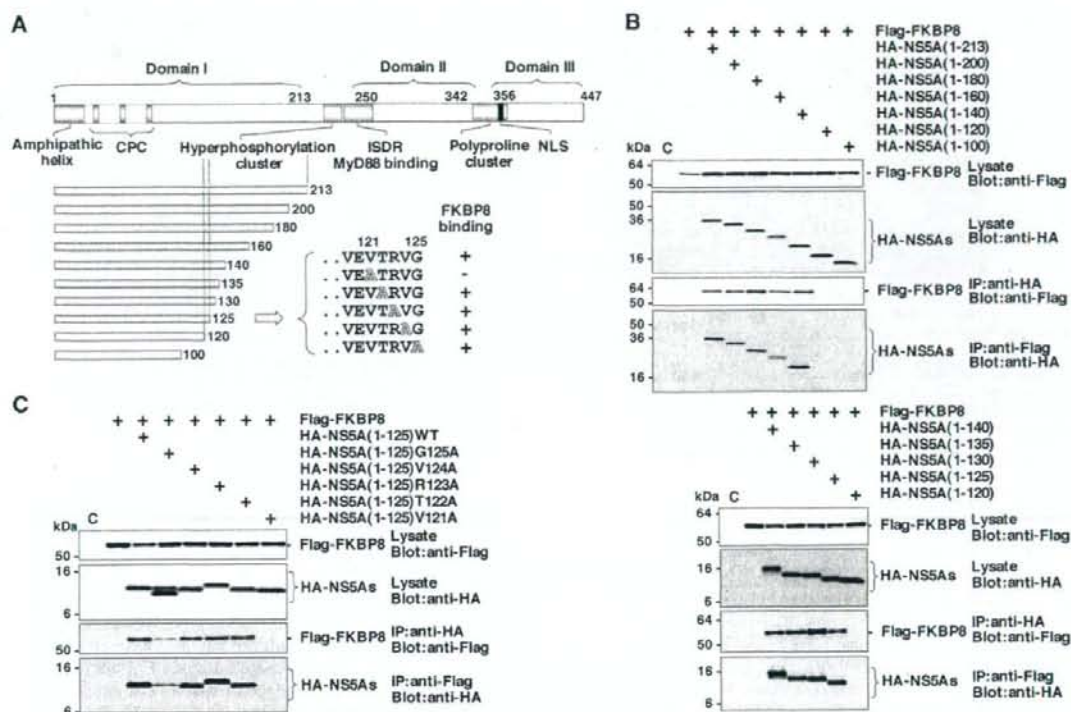 A
Domain I
Domain II
Domain III
1
213
250
342
356
447
Amphipathic
helix
CPC
Hyperphosphorylation
cluster
ISDR
MyD88 binding
Polyproline
cluster
NLS
213
200
180
160
140
135
130
125
120
100
FKBP8
binding
121 125
..VEVTRVG +
..VEATRVG -
..VEVARVG +
..VEVTAVG +
..VEVTRAG +
..VEVTRVA +
B
+ + + + + + + + Flag-FKBP8
+ HA-NS5A(1-213)
+ HA-NS5A(1-200)
+ HA-NS5A(1-180)
+ HA-NS5A(1-160)
+ HA-NS5A(1-140)
+ HA-NS5A(1-120)
+ HA-NS5A(1-100)
kDa C
64
50
Flag-FKBP8
Lysate
Blot:anti-Flag
50
36
16
HA-NS5As
Lysate
Blot:anti-HA
64
50
Flag-FKBP8
IP:anti-HA
Blot:anti-Flag
50
36
16
HA-NS5As
IP:anti-Flag
Blot:anti-HA
+ + + + + + Flag-FKBP8
+ HA-NS5A(1-140)
+ HA-NS5A(1-135)
+ HA-NS5A(1-130)
+ HA-NS5A(1-125)
+ HA-NS5A(1-120)
kDa C
64
50
Flag-FKBP8
Lysate
Blot:anti-Flag
16
6
HA-NS5As
Lysate
Blot:anti-HA
64
50
Flag-FKBP8
IP:anti-HA
Blot:anti-Flag
16
6
HA-NS5As
IP:anti-Flag
Blot:anti-HA
C
+ + + + + + + Flag-FKBP8
+ HA-NS5A(1-125)WT
+ HA-NS5A(1-125)G125A
+ HA-NS5A(1-125)V124A
+ HA-NS5A(1-125)R123A
+ HA-NS5A(1-125)T122A
+ HA-NS5A(1-125)V121A
kDa C
50
Flag-FKBP8
Lysate
Blot:anti-Flag
16
6
HA-NS5As
Lysate
Blot:anti-HA
50
Flag-FKBP8
IP:anti-HA
Blot:anti-Flag
16
6
HA-NS5As
IP:anti-Flag
Blot:anti-HA